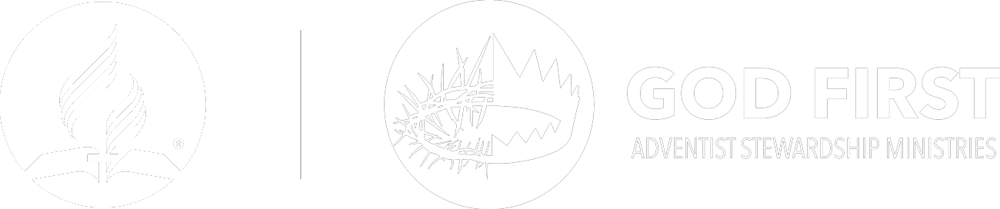 ®
GOD FIRST
ADVENTIST STEWARDSHIP MINISTRIES